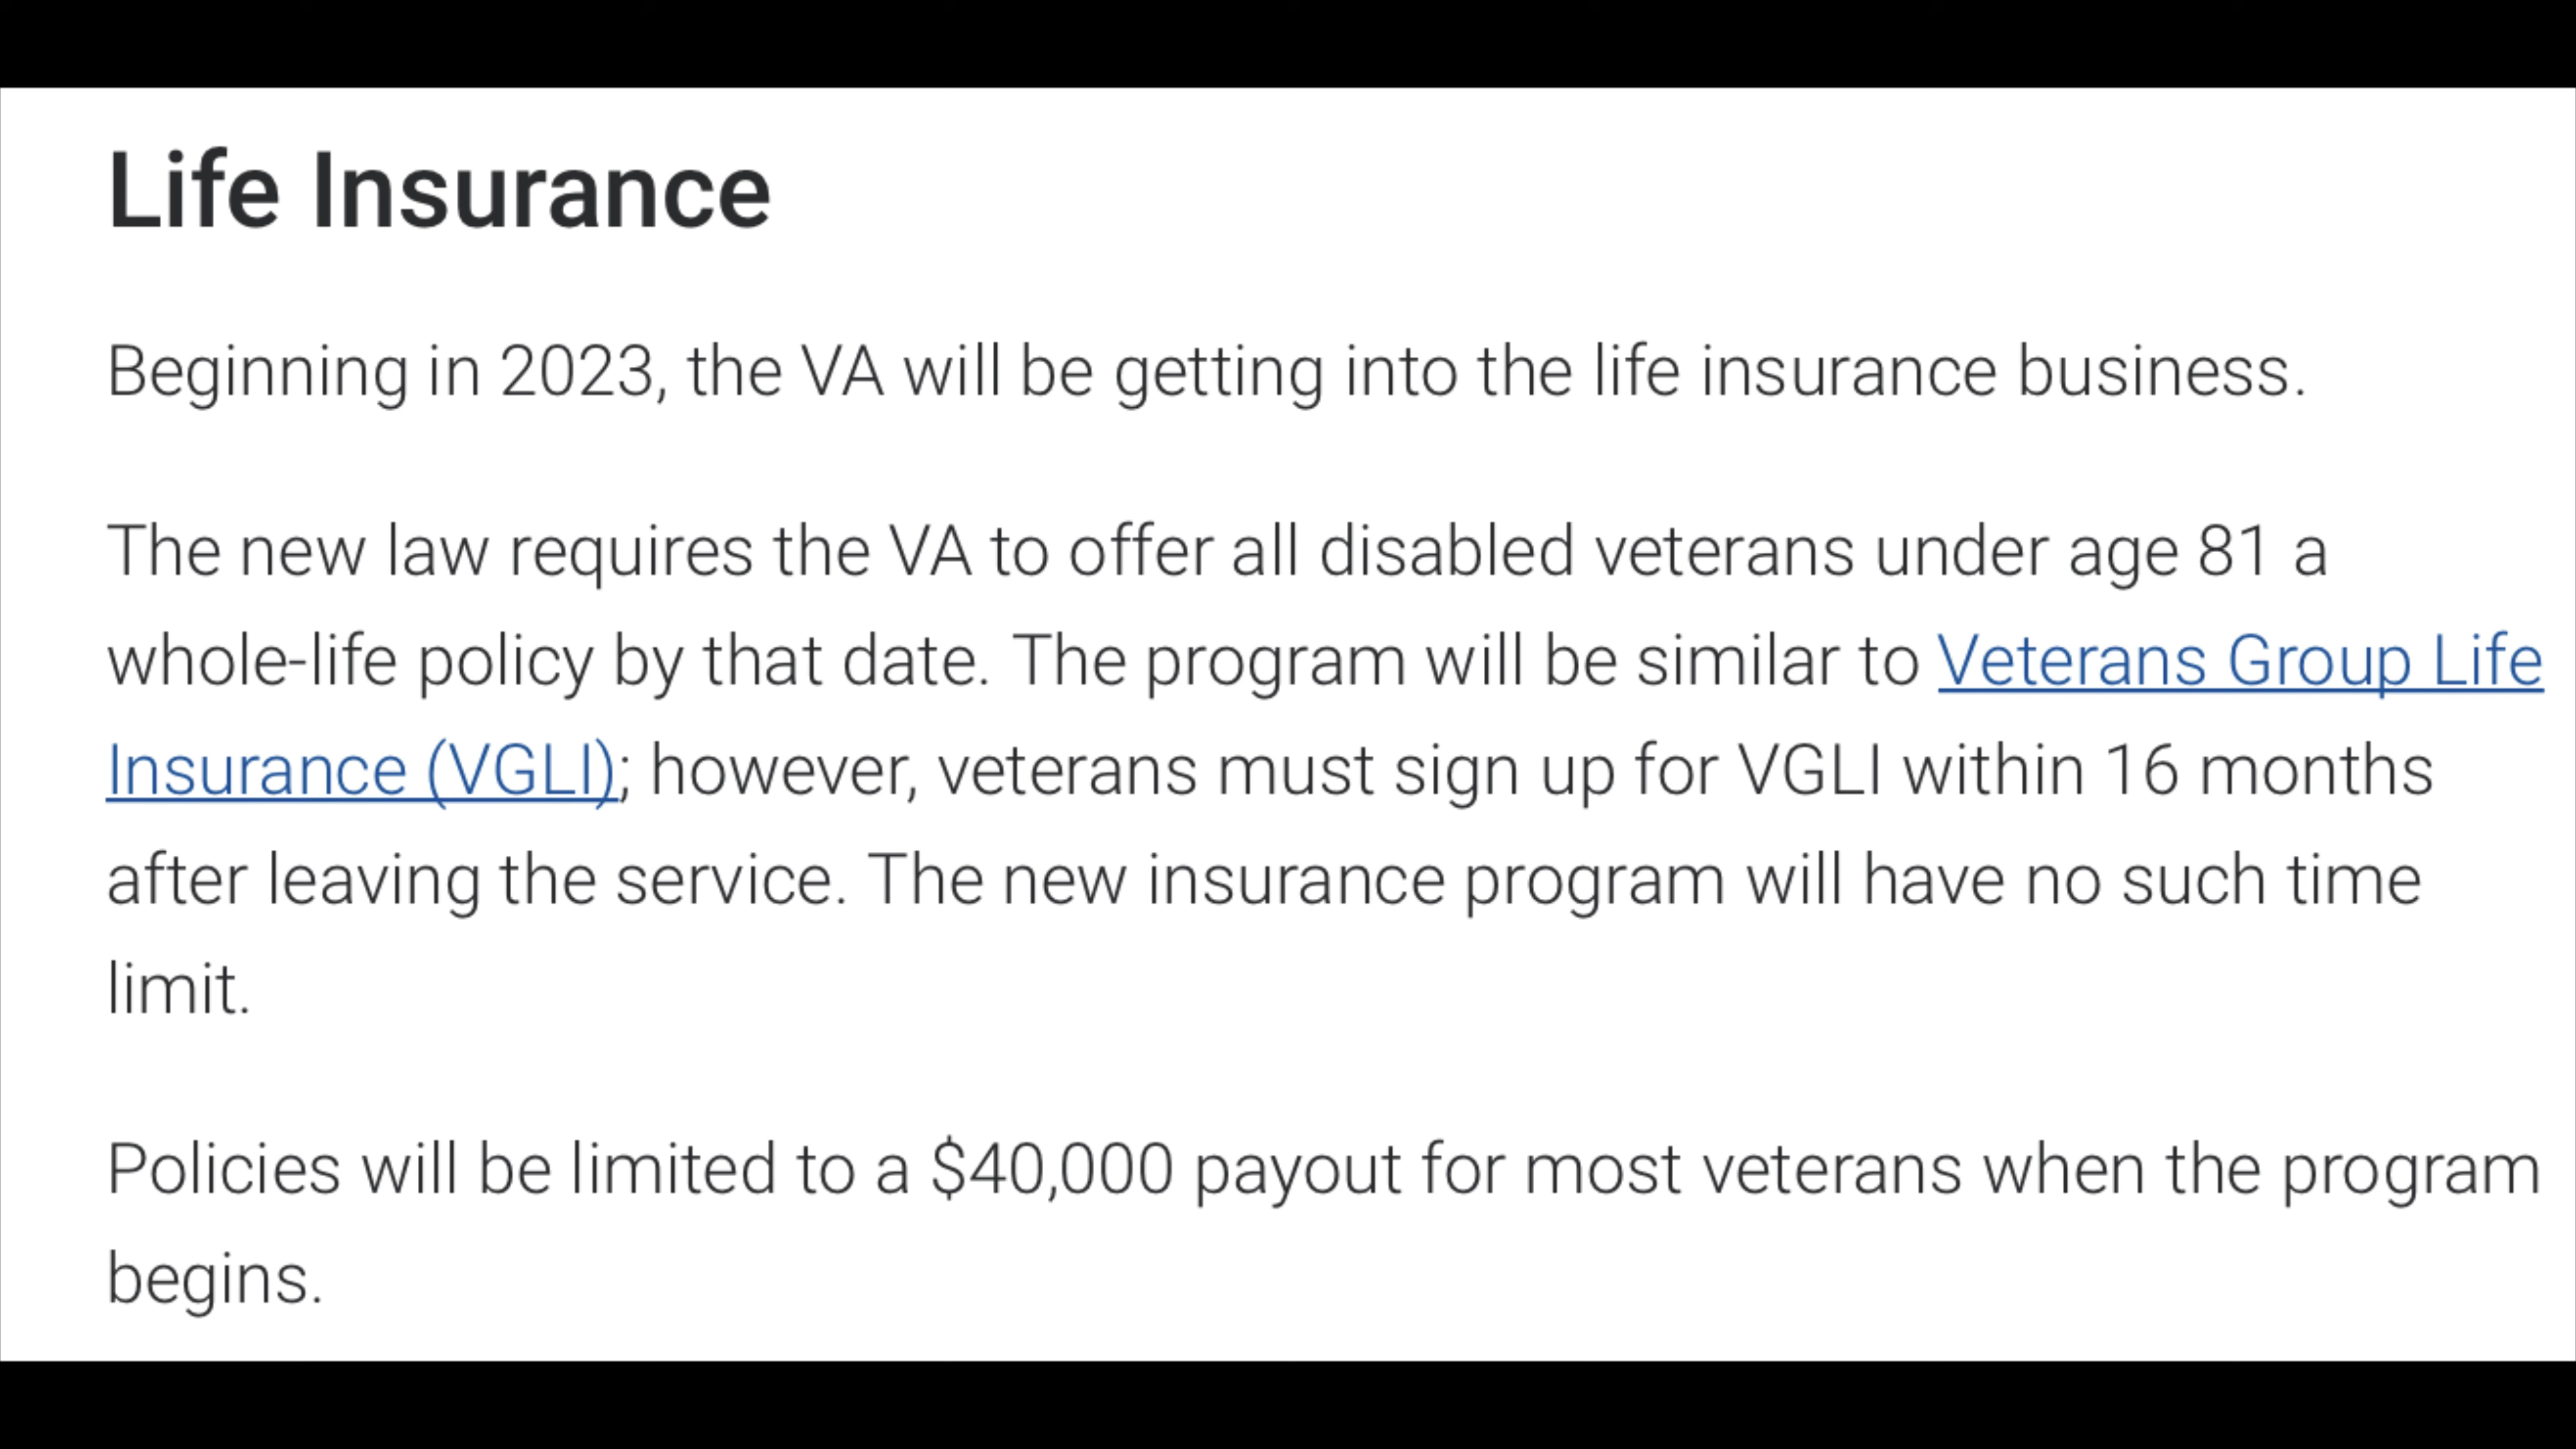 Life Insurance
Beginning in 2023, the VA will be getting into the life insurance business.
The new law requires the VA to offer all disabled veterans under age 81 a
whole-life policy by that date. The program will be similar to Veterans Group Life
Insurance (VGLI); however, veterans must sign up for VGLI within 16 months
after leaving the service. The new insurance program will have no such time
limit.
Policies will be limited to a $40,000 payout for most veterans when the program
begins.